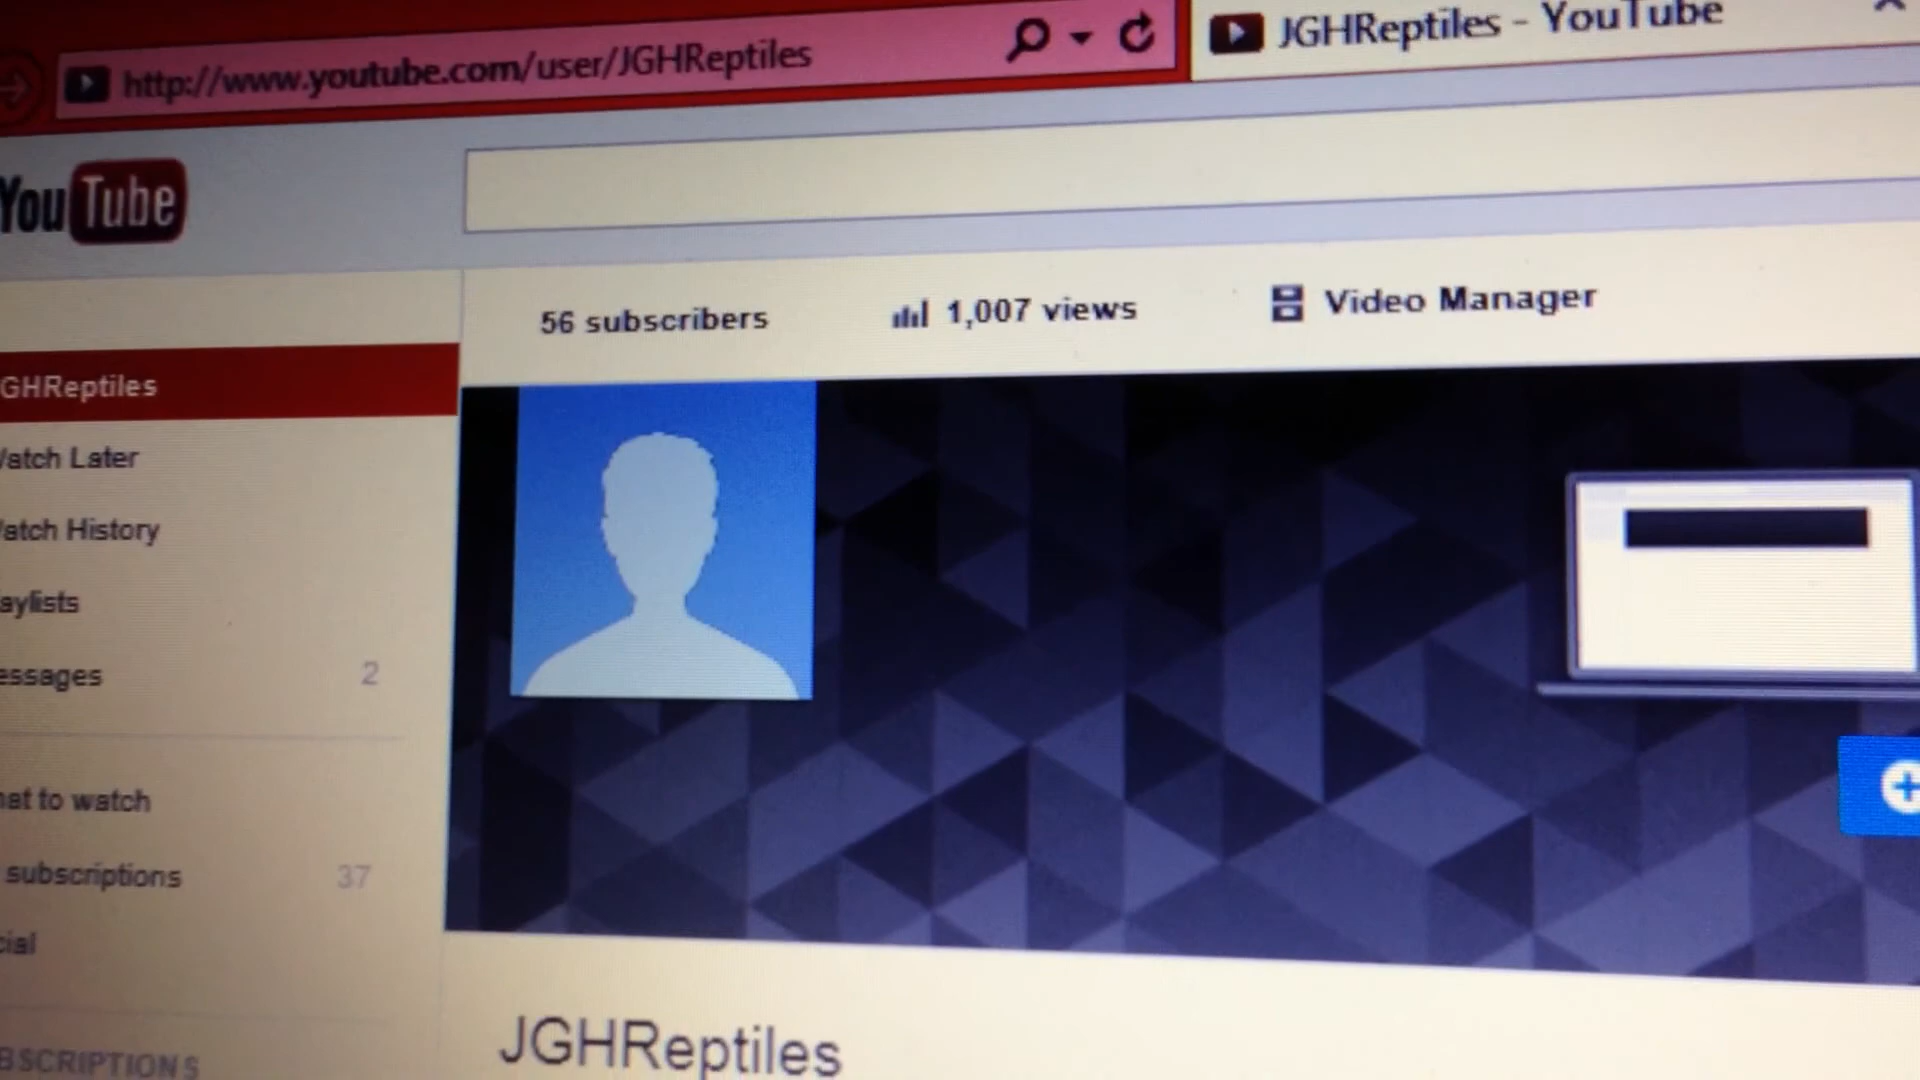 http://www.youtube.com/user/JGHReptiles
JGHReptiles - YouTube
YouTube
56 subscribers
1,007 views
Video Manager
GHReptiles
atch Later
atch History
aylists
essages 2
at to watch
subscriptions 37
cial
BSCRIPTIONS
JGHReptiles